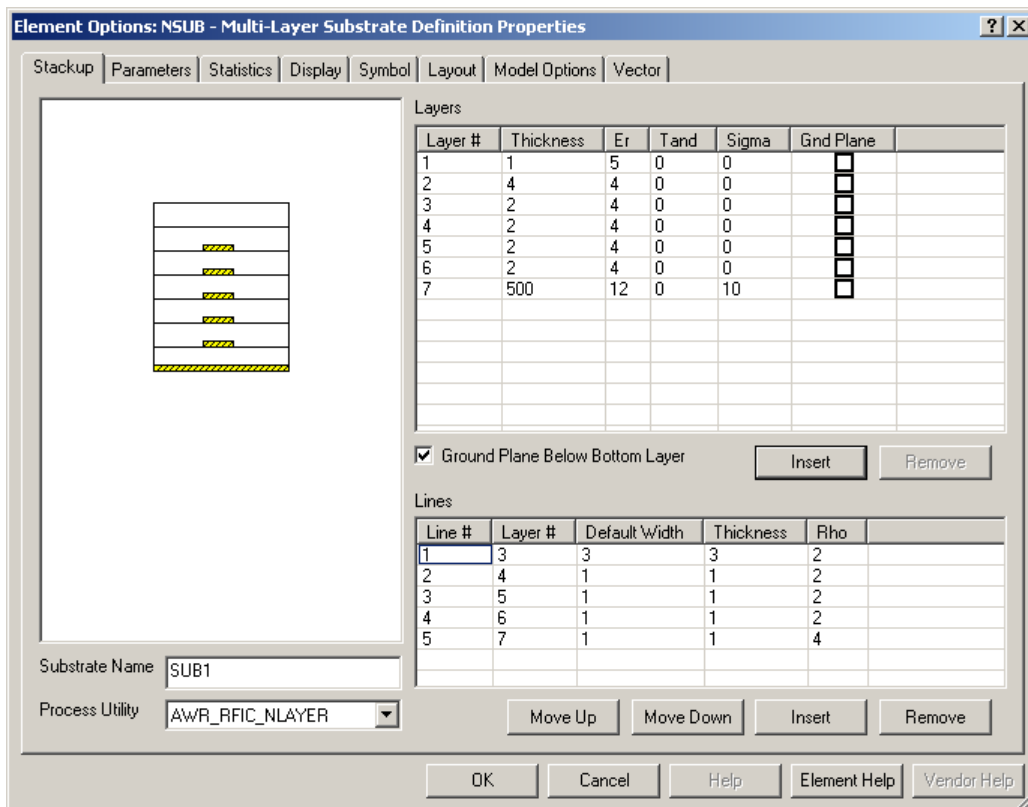 Element Options: NSUB - Multi-Layer Substrate Definition Properties
Stackup Parameters Statistics Display Symbol Layout Model Options Vector
Layers
Layer # Thickness Er Tand Sigma Gnd Plane
1 1 5 0 0
2 4 4 0 0
3 2 4 0 0
4 2 4 0 0
5 2 4 0 0
6 2 4 0 0
7 500 12 0 10
Ground Plane Below Bottom Layer
Insert Remove
Lines
Line # Layer # Default Width Thickness Rho
1 3 3 3 2
2 4 1 1 2
3 5 1 1 2
4 6 1 1 2
5 7 1 1 4
Substrate Name SUB1
Process Utility AWR_RFIC_NLAYER
Move Up Move Down Insert Remove
OK Cancel Help Element Help Vendor Help